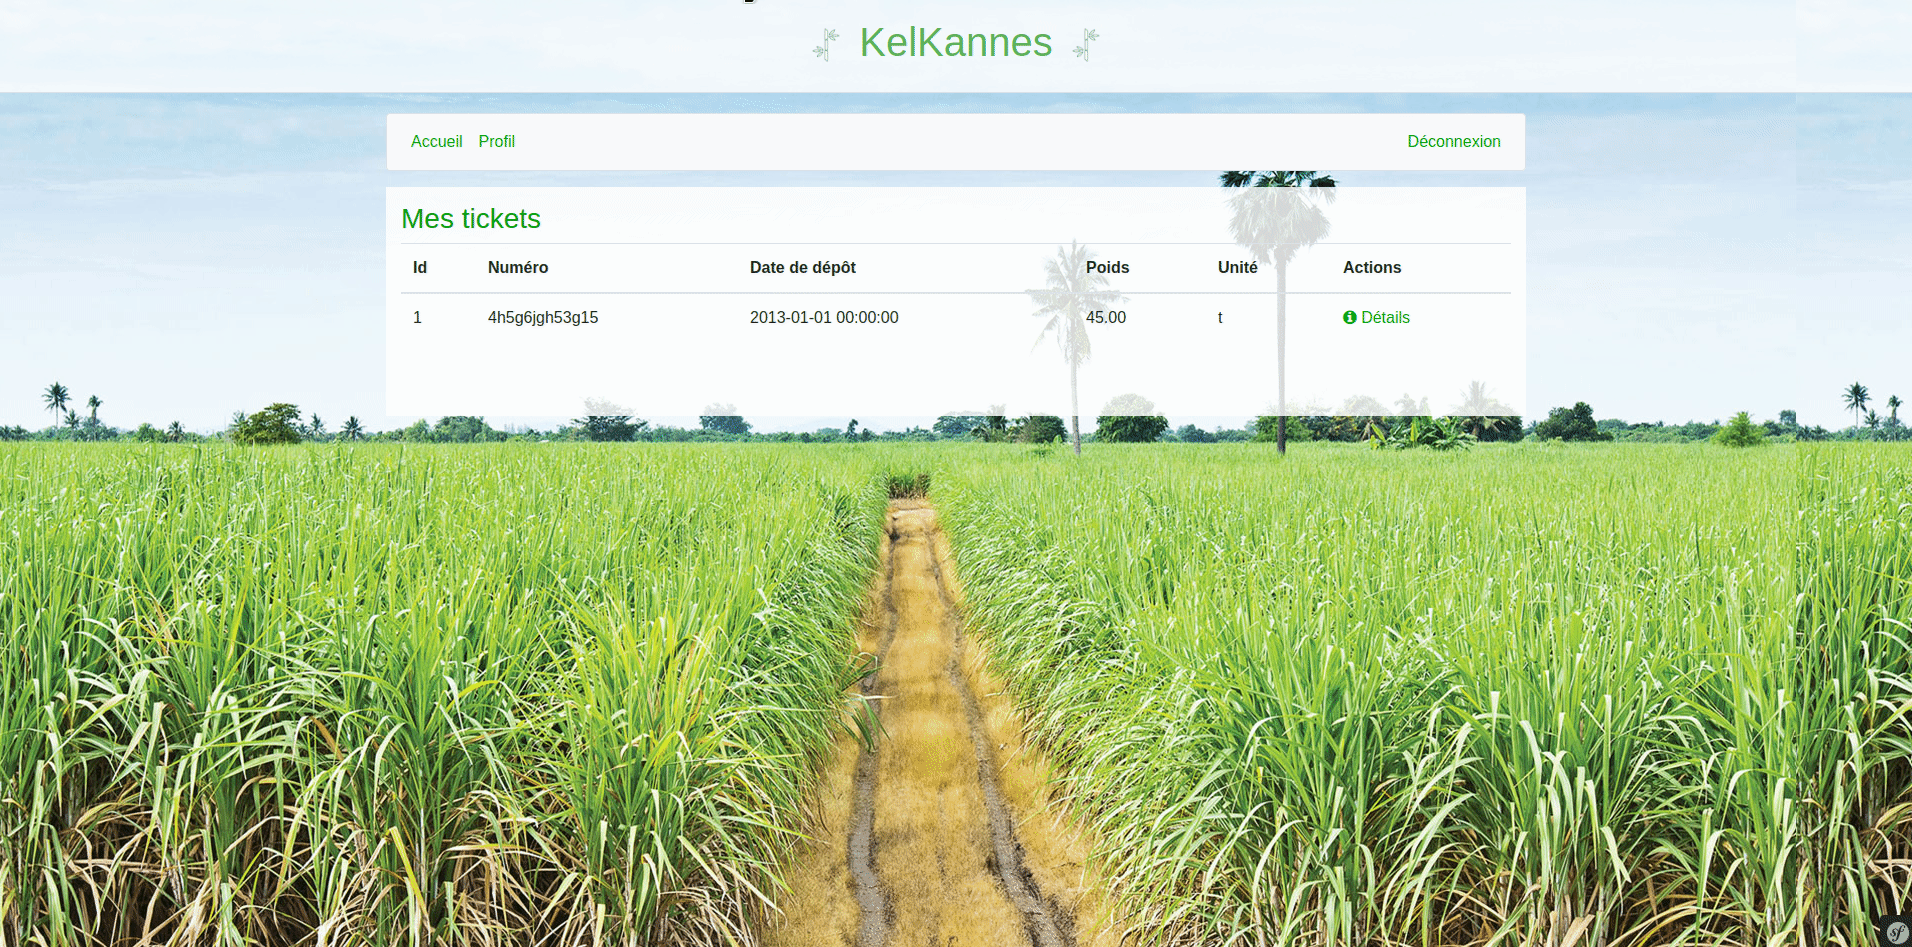 KelKannes
Accueil Profil Déconnexion
Mes tickets
Id Numéro Date de dépôt Poids Unité Actions
1 4h5g6jgh53g15 2013-01-01 00:00:00 45.00 t Détails
sf